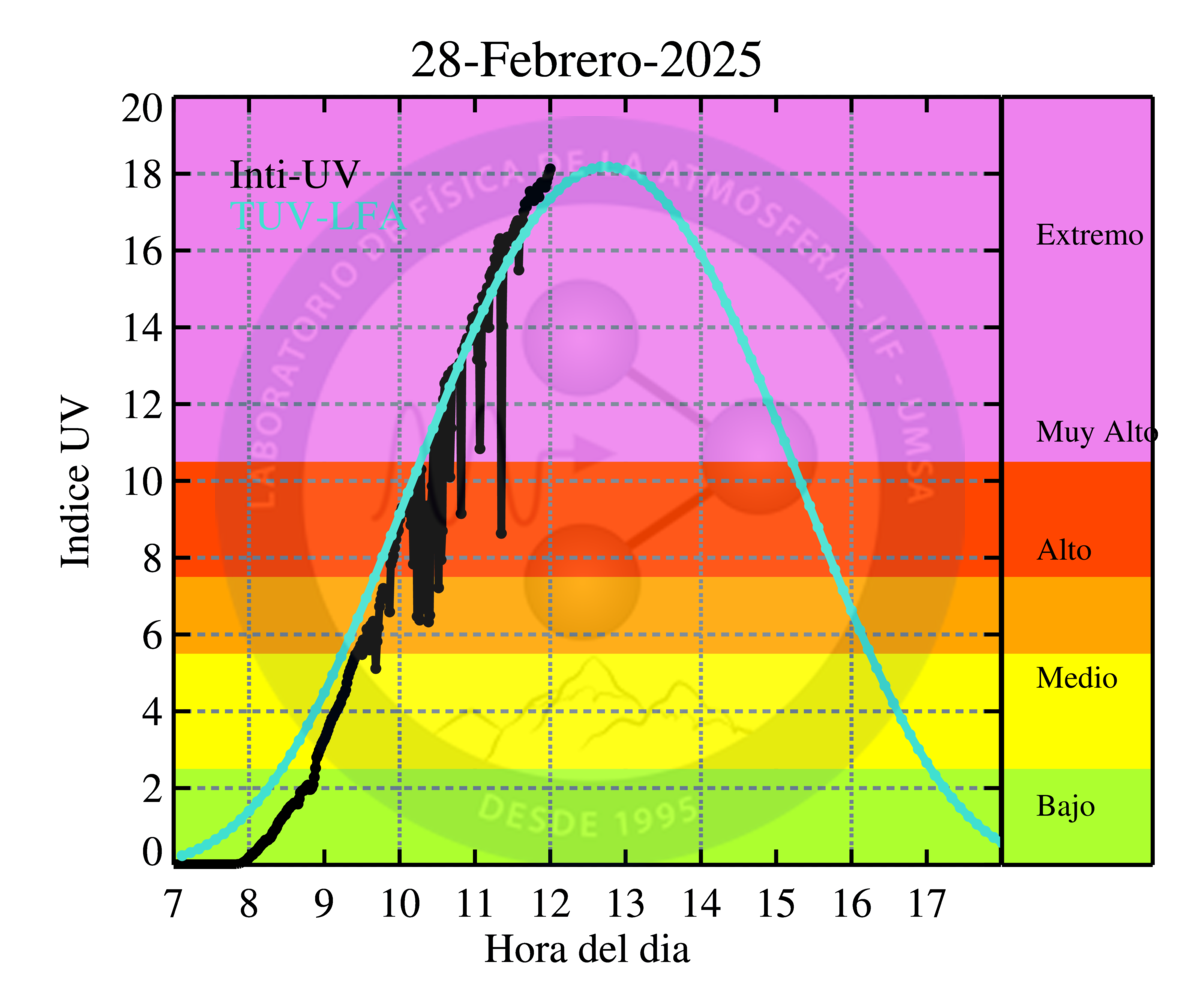 28-Febrero-2025
20
18
16
14
12
10
8
6
4
2
0
Indice UV
Inti-UV
TUV-LFA
LABORATORIO DE FÍSICA DE LA ATMÓSFERA - IIF - UMSA
DESDE 1995
Extremo
Muy Alto
Alto
Medio
Bajo
7 8 9 10 11 12 13 14 15 16 17
Hora del dia